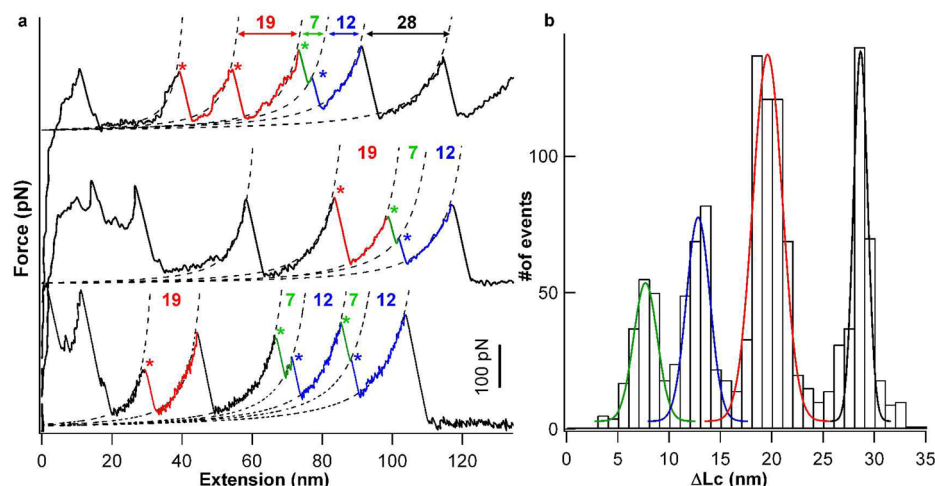 a
19 7 12 28
* * * *
19 7 12
* * *
19 7 12 7 12
* * * * *
Force (pN)
100 pN
0 20 40 60 80 100 120
Extension (nm)
b
#of events
100
50
0
0 5 10 15 20 25 30 35
ΔLc (nm)